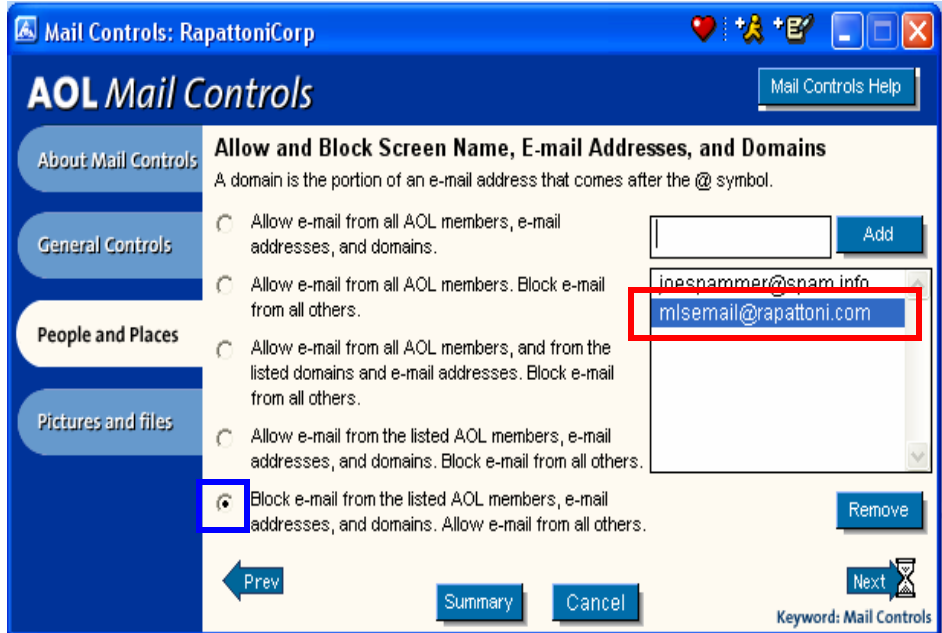 Mail Controls: RapattoniCorp
AOL Mail Controls
Mail Controls Help
About Mail Controls
General Controls
People and Places
Pictures and files
Allow and Block Screen Name, E-mail Addresses, and Domains
A domain is the portion of an e-mail address that comes after the @ symbol.
Allow e-mail from all AOL members, e-mail
addresses, and domains.
Allow e-mail from all AOL members. Block e-mail
from all others.
Allow e-mail from all AOL members, and from the
listed domains and e-mail addresses. Block e-mail
from all others.
Allow e-mail from the listed AOL members, e-mail
addresses, and domains. Block e-mail from all others.
Block e-mail from the listed AOL members, e-mail
addresses, and domains. Allow e-mail from all others.
Add
joespammer@spam.info
mlsemail@rapattoni.com
Remove
Prev
Summary
Cancel
Next
Keyword: Mail Controls